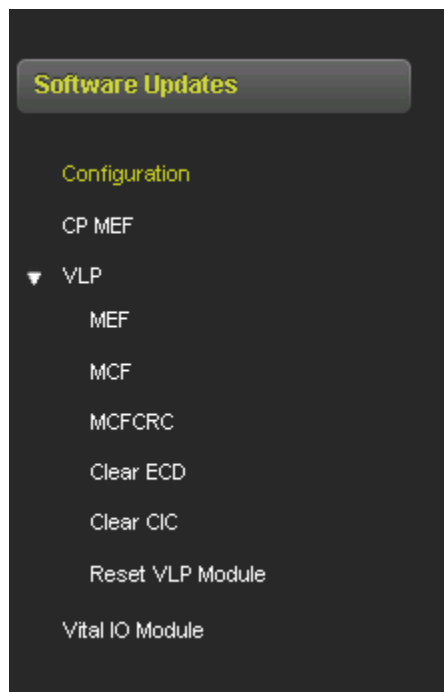 Software Updates
Configuration
CP MEF
VLP
MEF
MCF
MCFCRC
Clear ECD
Clear CIC
Reset VLP Module
Vital IO Module